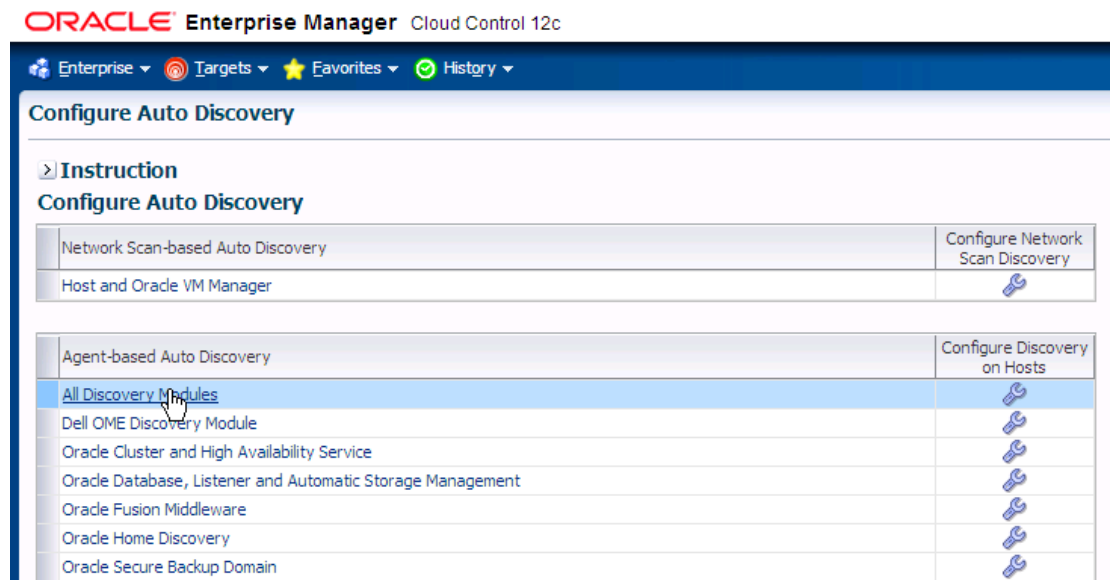 ORACLE Enterprise Manager Cloud Control 12c
Enterprise Targets Favorites History
Configure Auto Discovery
Instruction
Configure Auto Discovery
Network Scan-based Auto Discovery
Configure Network
Scan Discovery
Host and Oracle VM Manager
Agent-based Auto Discovery
Configure Discovery
on Hosts
All Discovery Modules
Dell OME Discovery Module
Oracle Cluster and High Availability Service
Oracle Database, Listener and Automatic Storage Management
Oracle Fusion Middleware
Oracle Home Discovery
Oracle Secure Backup Domain